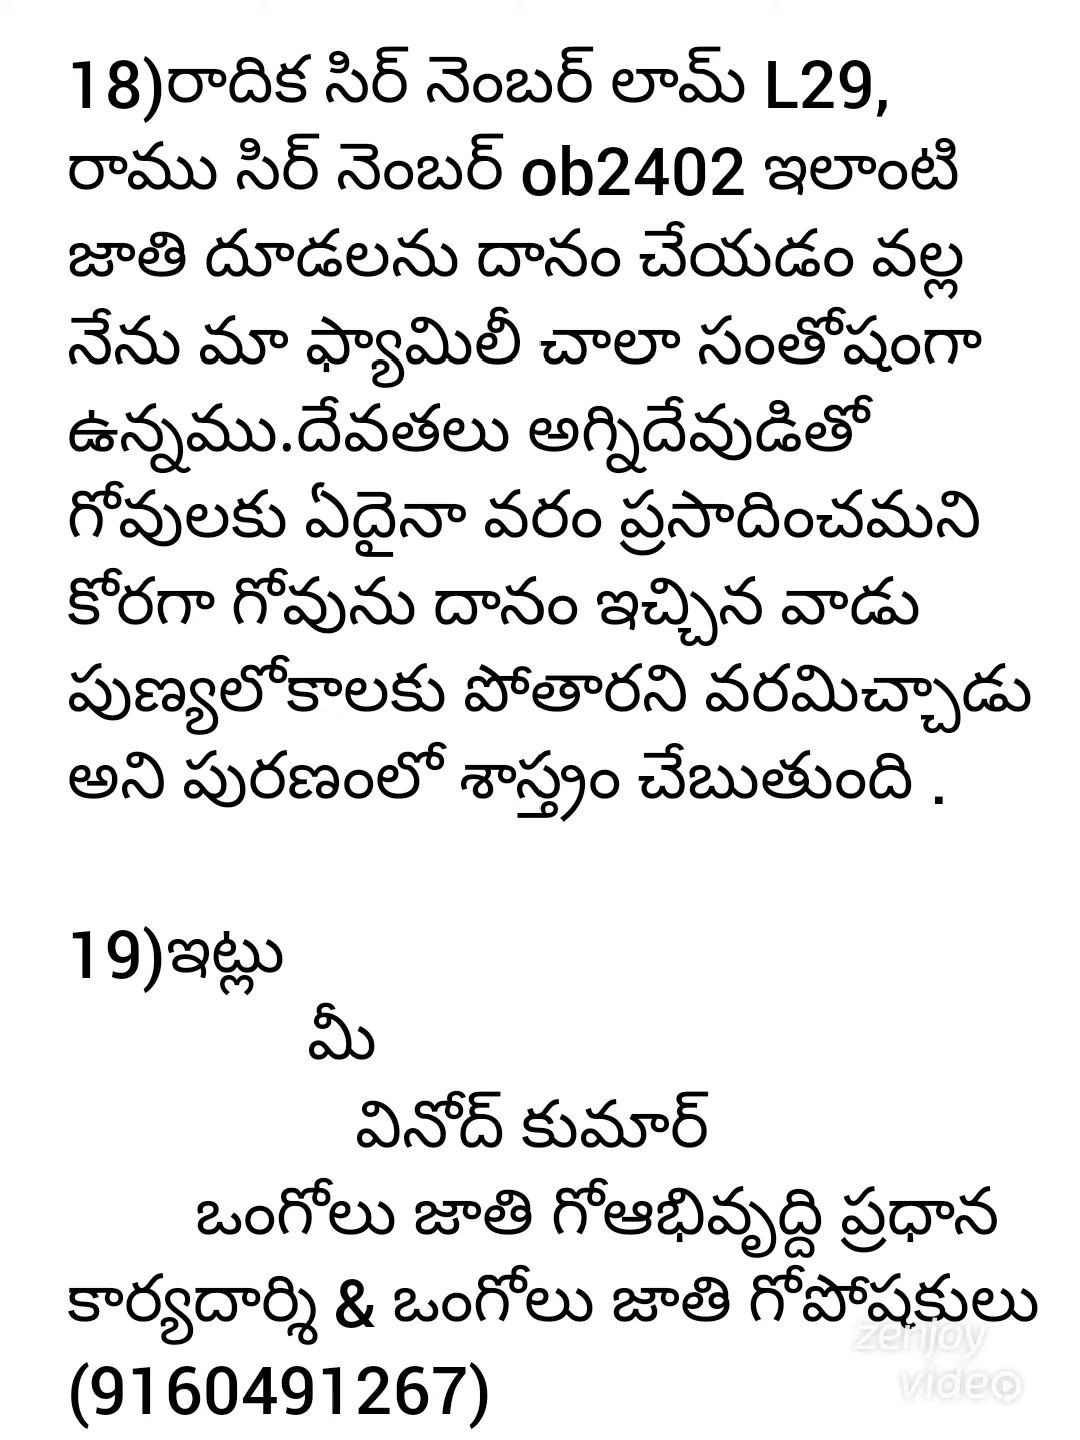 18)రాదిక సిర్ నెంబర్ లామ్ L29,
రాము సిర్ నెంబర్ ob2402 ఇలాంటి
జాతి దూడలను దానం చేయడం వల్ల
నేను మా ఫ్యామిలీ చాలా సంతోషంగా
ఉన్నము.దేవతలు అగ్నిదేవుడితో
గోవులకు ఏదైనా వరం ప్రసాదించమని
కోరగా గోవును దానం ఇచ్చిన వాడు
పుణ్యలోకాలకు పోతారని వరమిచ్చాడు
అని పురణంలో శాస్త్రం చేబుతుంది .
19)ఇట్లు
మీ
వినోద్ కుమార్
ఒంగోలు జాతి గోఆభివృద్ది ప్రధాన
కార్యదార్శి & ఒంగోలు జాతి గోపోషకులు
(9160491267)
zenjoy
video